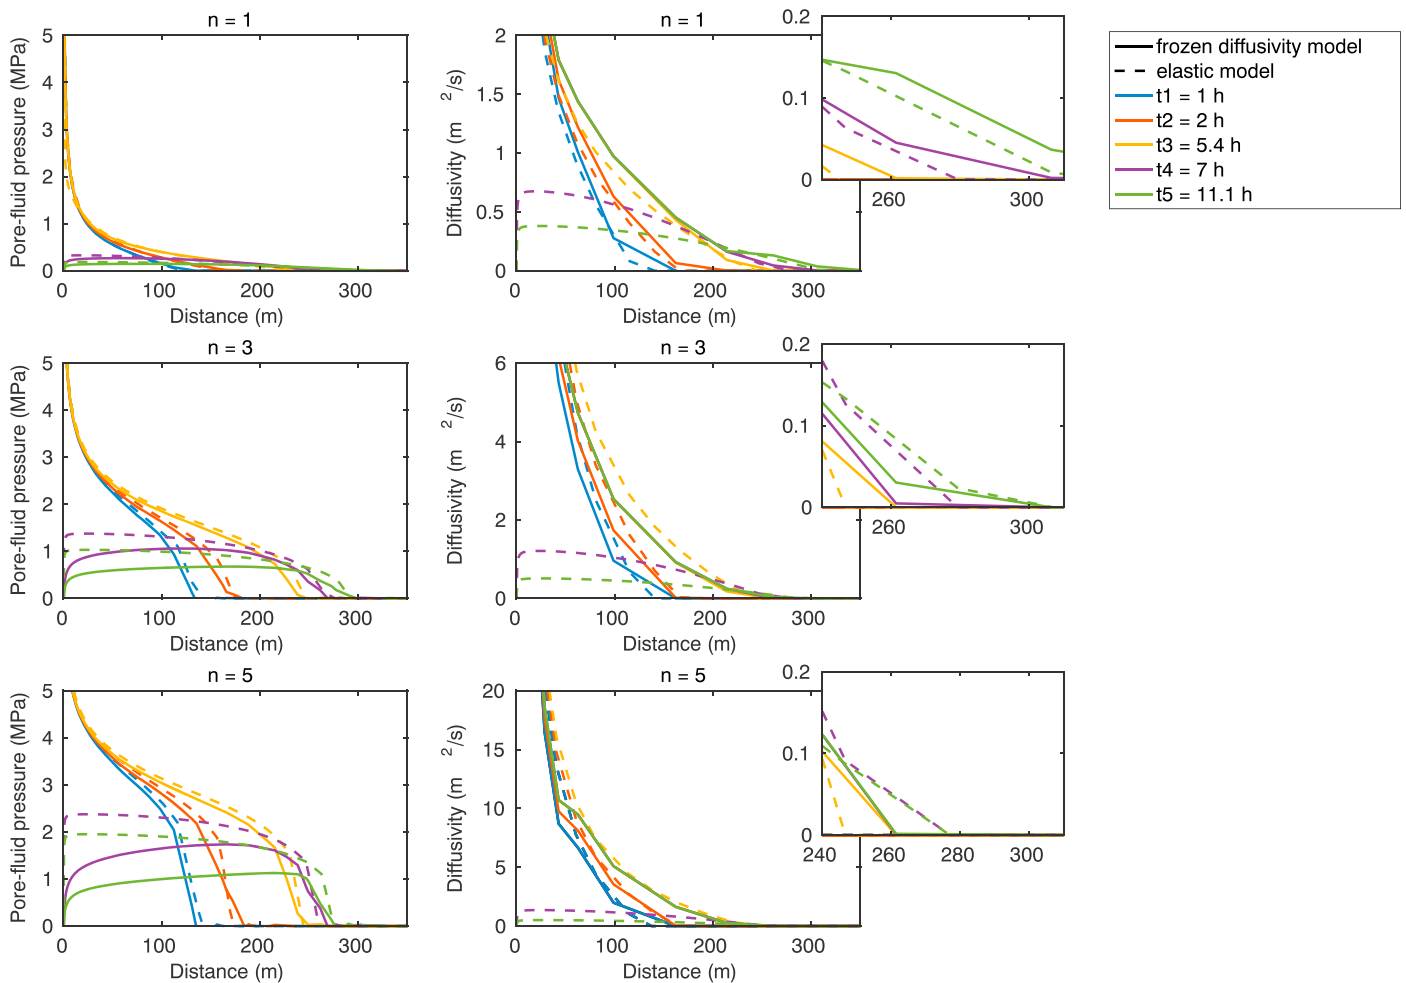 n = 1
Pore-fluid pressure (MPa)
5
4
3
2
1
0
0 100 200 300
Distance (m)
n = 1
Diffusivity (m 2/s)
2
1.5
1
0.5
0
0 100 200 300
Distance (m)
0.2
0.1
0
260 300
frozen diffusivity model
elastic model
t1 = 1 h
t2 = 2 h
t3 = 5.4 h
t4 = 7 h
t5 = 11.1 h
n = 3
Pore-fluid pressure (MPa)
5
4
3
2
1
0
0 100 200 300
Distance (m)
n = 3
Diffusivity (m 2/s)
6
4
2
0
0 100 200 300
Distance (m)
0.2
0.1
0
260 300
n = 5
Pore-fluid pressure (MPa)
5
4
3
2
1
0
0 100 200 300
Distance (m)
n = 5
Diffusivity (m 2/s)
20
15
10
5
0
0 100 200 300
Distance (m)
0.2
0.1
0
240 260 280 300